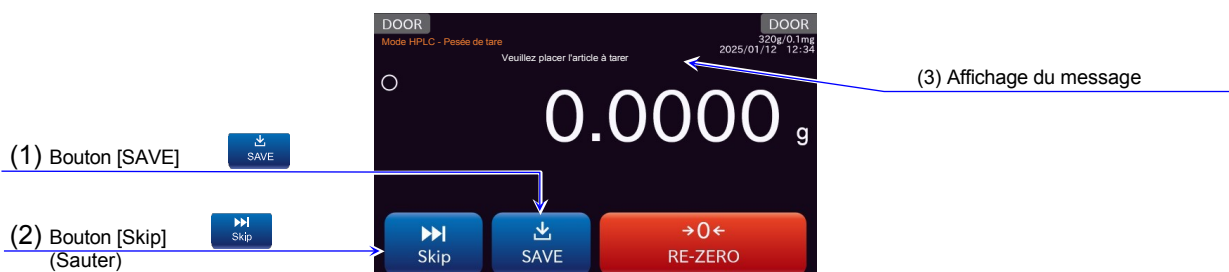 DOOR
DOOR
Mode HPLC - Pesée de tare
320g/0.1mg
2025/01/12 12:34
Veuillez placer l'article à tarer
(3) Affichage du message
0.0000 g
(1) Bouton [SAVE]
SAVE
(2) Bouton [Skip]
(Sauter)
Skip
Skip
SAVE
→0←
RE-ZERO